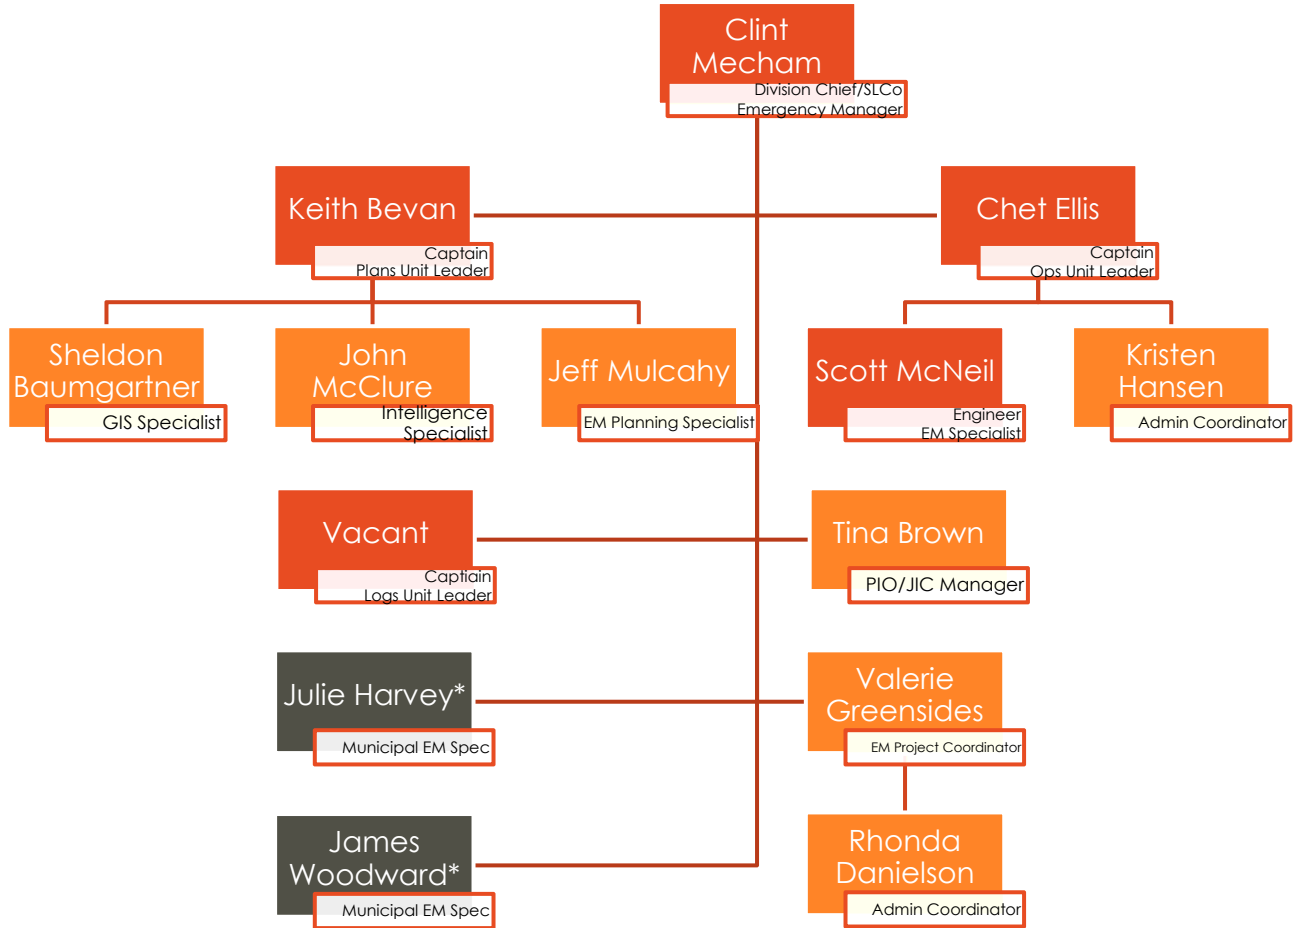 Clint
Mecham
Division Chief/SLCo
Emergency Manager
Keith Bevan
Captain
Plans Unit Leader
Chet Ellis
Captain
Ops Unit Leader
Sheldon
Baumgartner
GIS Specialist
John
McClure
Intelligence
Specialist
Jeff Mulcahy
EM Planning Specialist
Scott McNeil
Engineer
EM Specialist
Kristen
Hansen
Admin Coordinator
Vacant
Captiain
Logs Unit Leader
Tina Brown
PIO/JIC Manager
Julie Harvey*
Municipal EM Spec
Valerie
Greensides
EM Project Coordinator
James
Woodward*
Municipal EM Spec
Rhonda
Danielson
Admin Coordinator